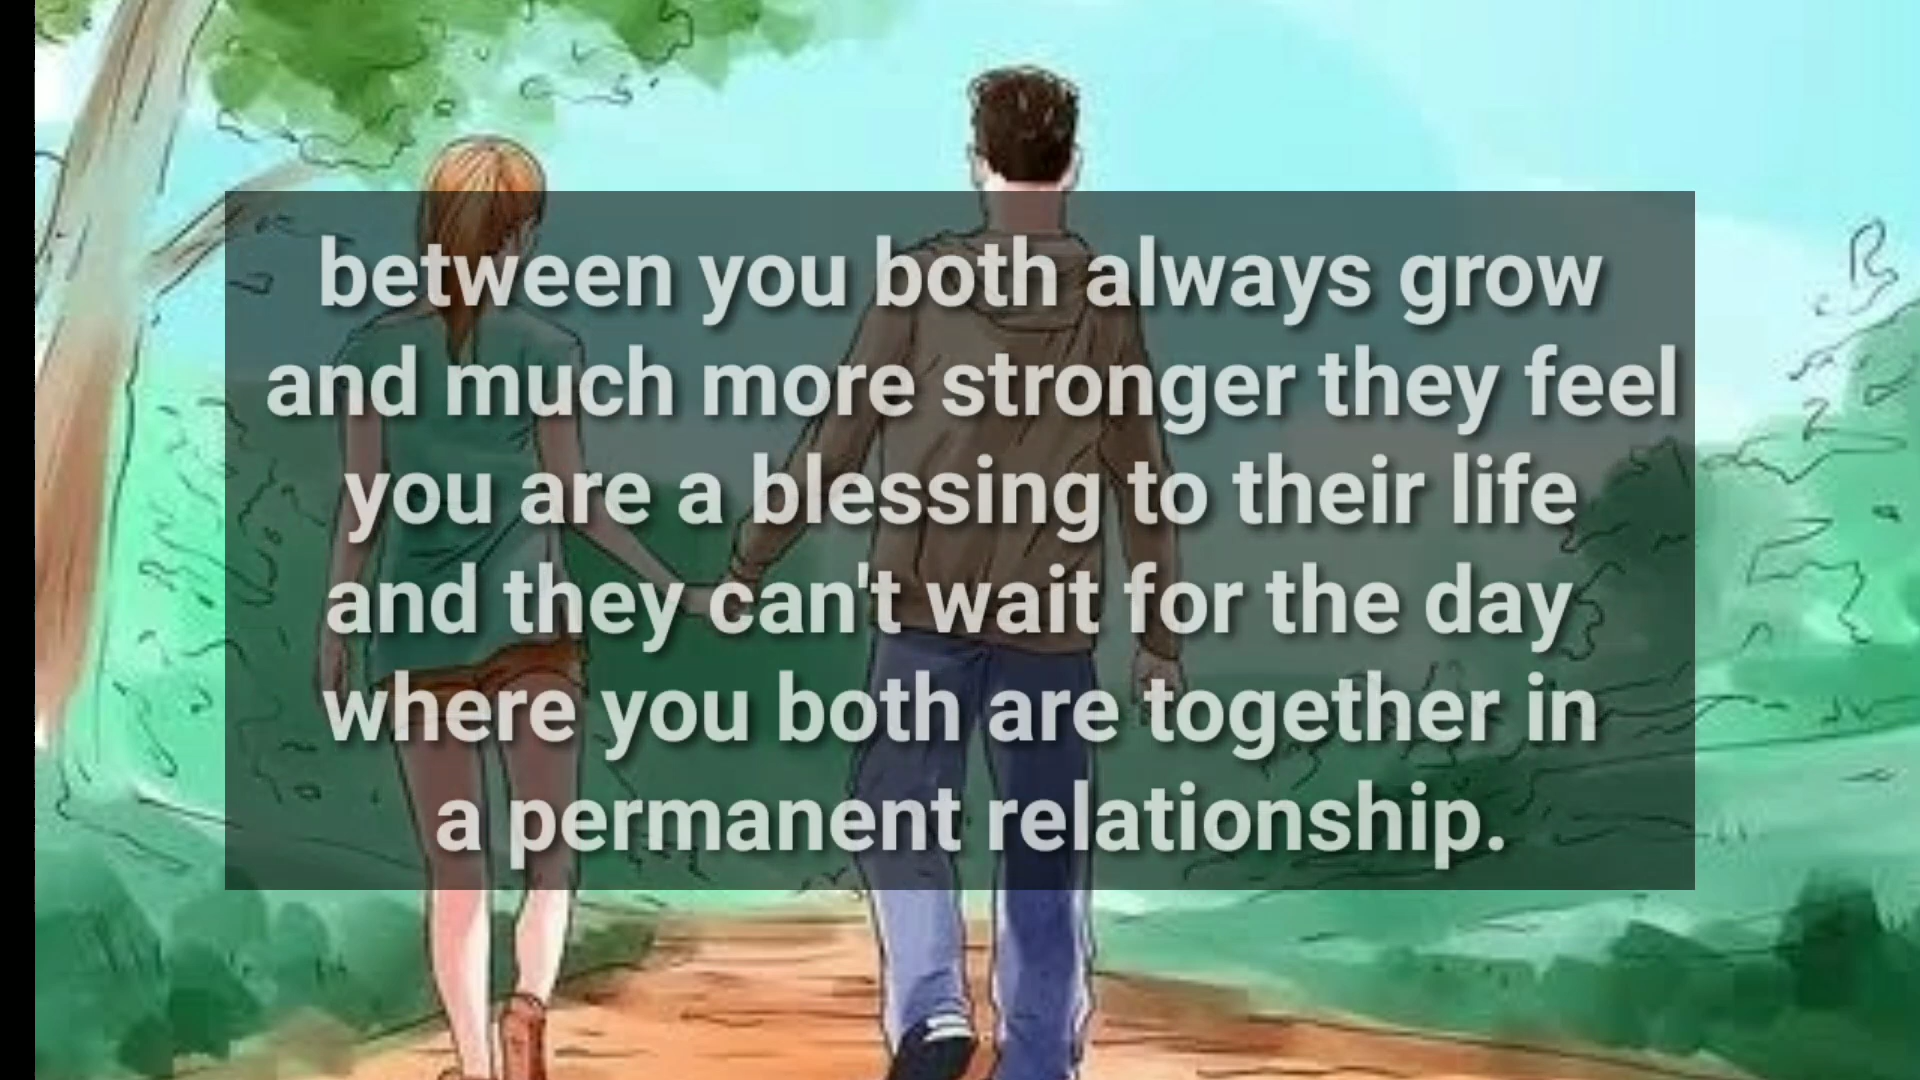 between you both always grow
and much more stronger they feel
you are a blessing to their life
and they can't wait for the day
where you both are together in
a permanent relationship.